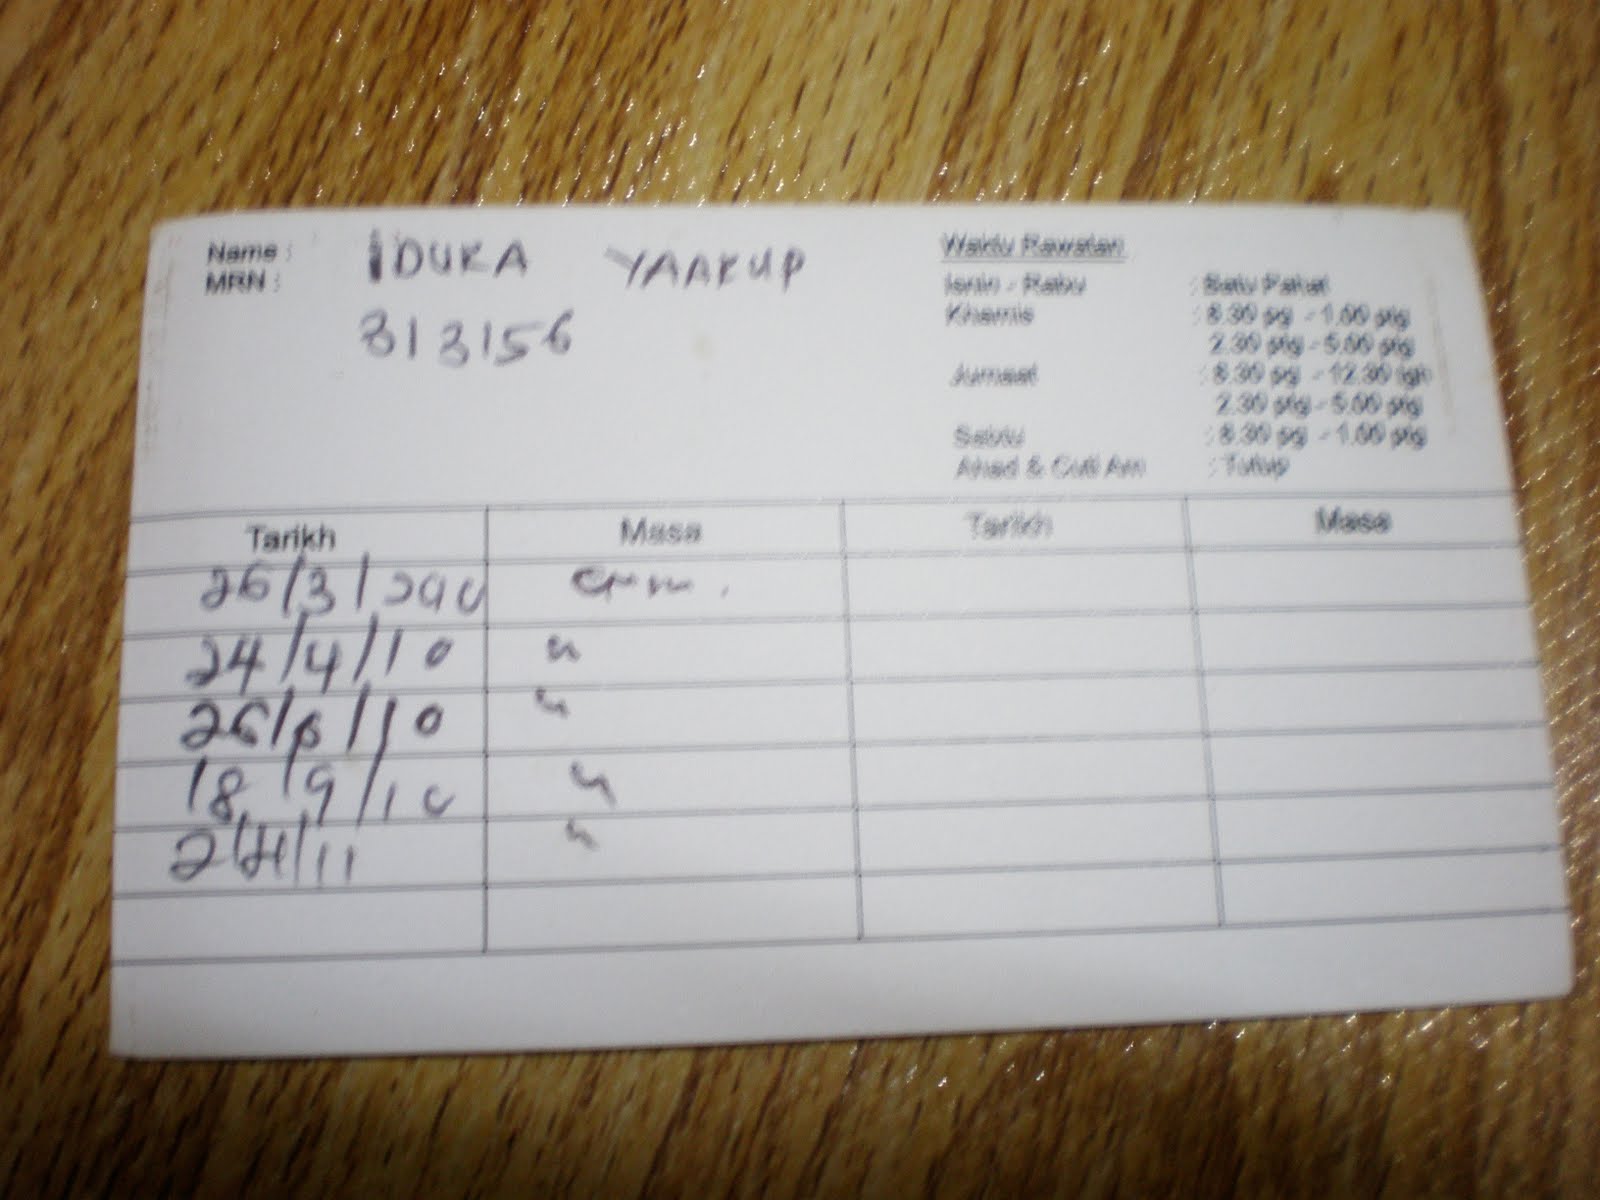 Name : IDURA YAAKUP
MRN :
313156
Waktu Rawatan
Isnin - Rabu : Batu Pahat
Khamis : 8.30 pg - 1.00 ptg
2.30 ptg - 5.00 ptg
Jumaat : 8.30 pg - 12.30 tgh
2.30 ptg - 5.00 ptg
Sabtu : 8.30 pg - 1.00 ptg
Ahad & Cuti Am : Tutup
Tarikh Masa Tarikh Masa
26/3/
24/4/10 "
26/6/10 "
18/9/10 "
"